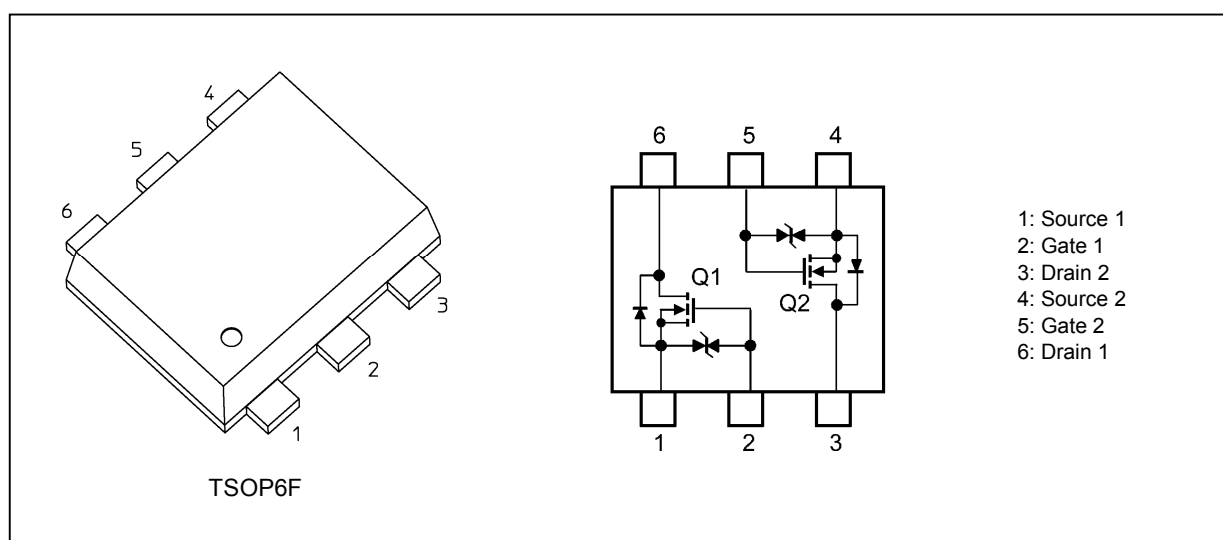 4
5
6
3
2
1
TSOP6F
6 5 4
Q1
Q2
1 2 3
1: Source 1
2: Gate 1
3: Drain 2
4: Source 2
5: Gate 2
6: Drain 1